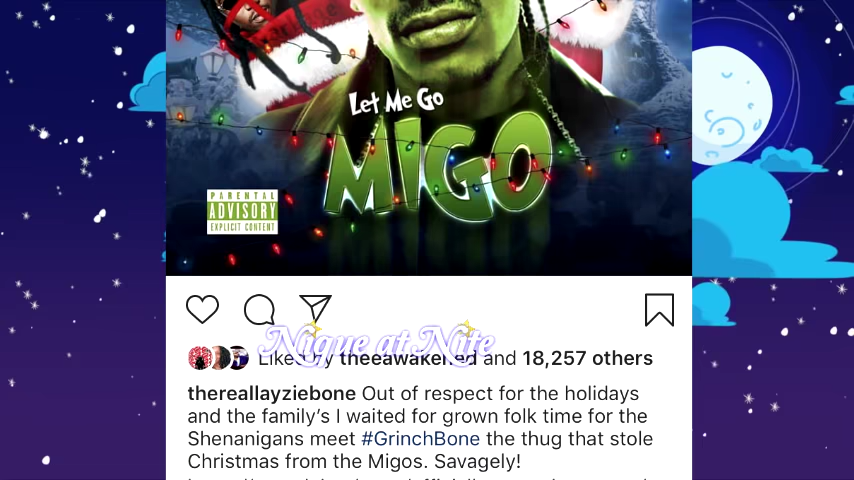 Let Me Go
MIGO
PARENTAL
ADVISORY
EXPLICIT CONTENT
Nique at Nite
Liked by theeawakened and 18,257 others
thereallayziebone Out of respect for the holidays
and the family's I waited for grown folk time for the
Shenanigans meet #GrinchBone the thug that stole
Christmas from the Migos. Savagely!